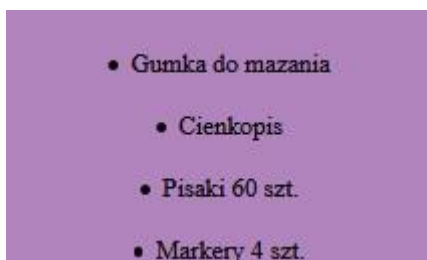 • Gumka do mazania
• Cienkopis
• Pisaki 60 szt.
• Markery 4 szt.